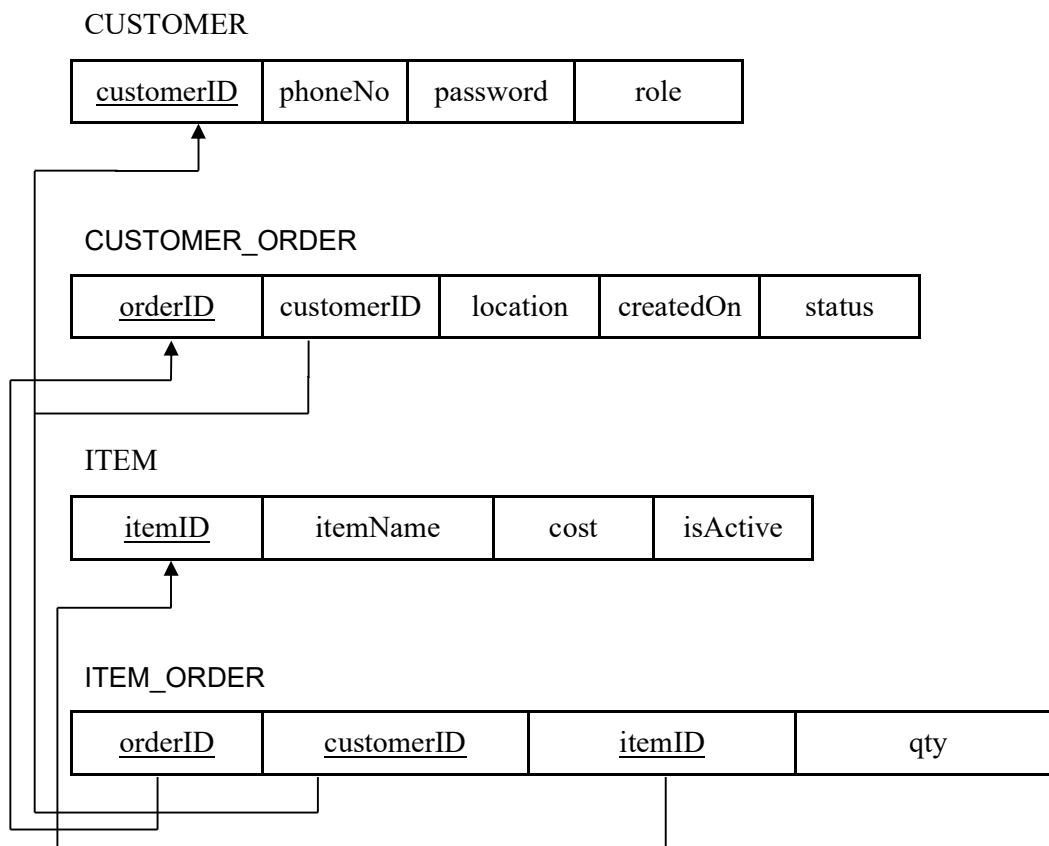 CUSTOMER
customerID phoneNo password role
CUSTOMER_ORDER
orderID customerID location createdOn status
ITEM
itemID itemName cost isActive
ITEM_ORDER
orderID customerID itemID qty